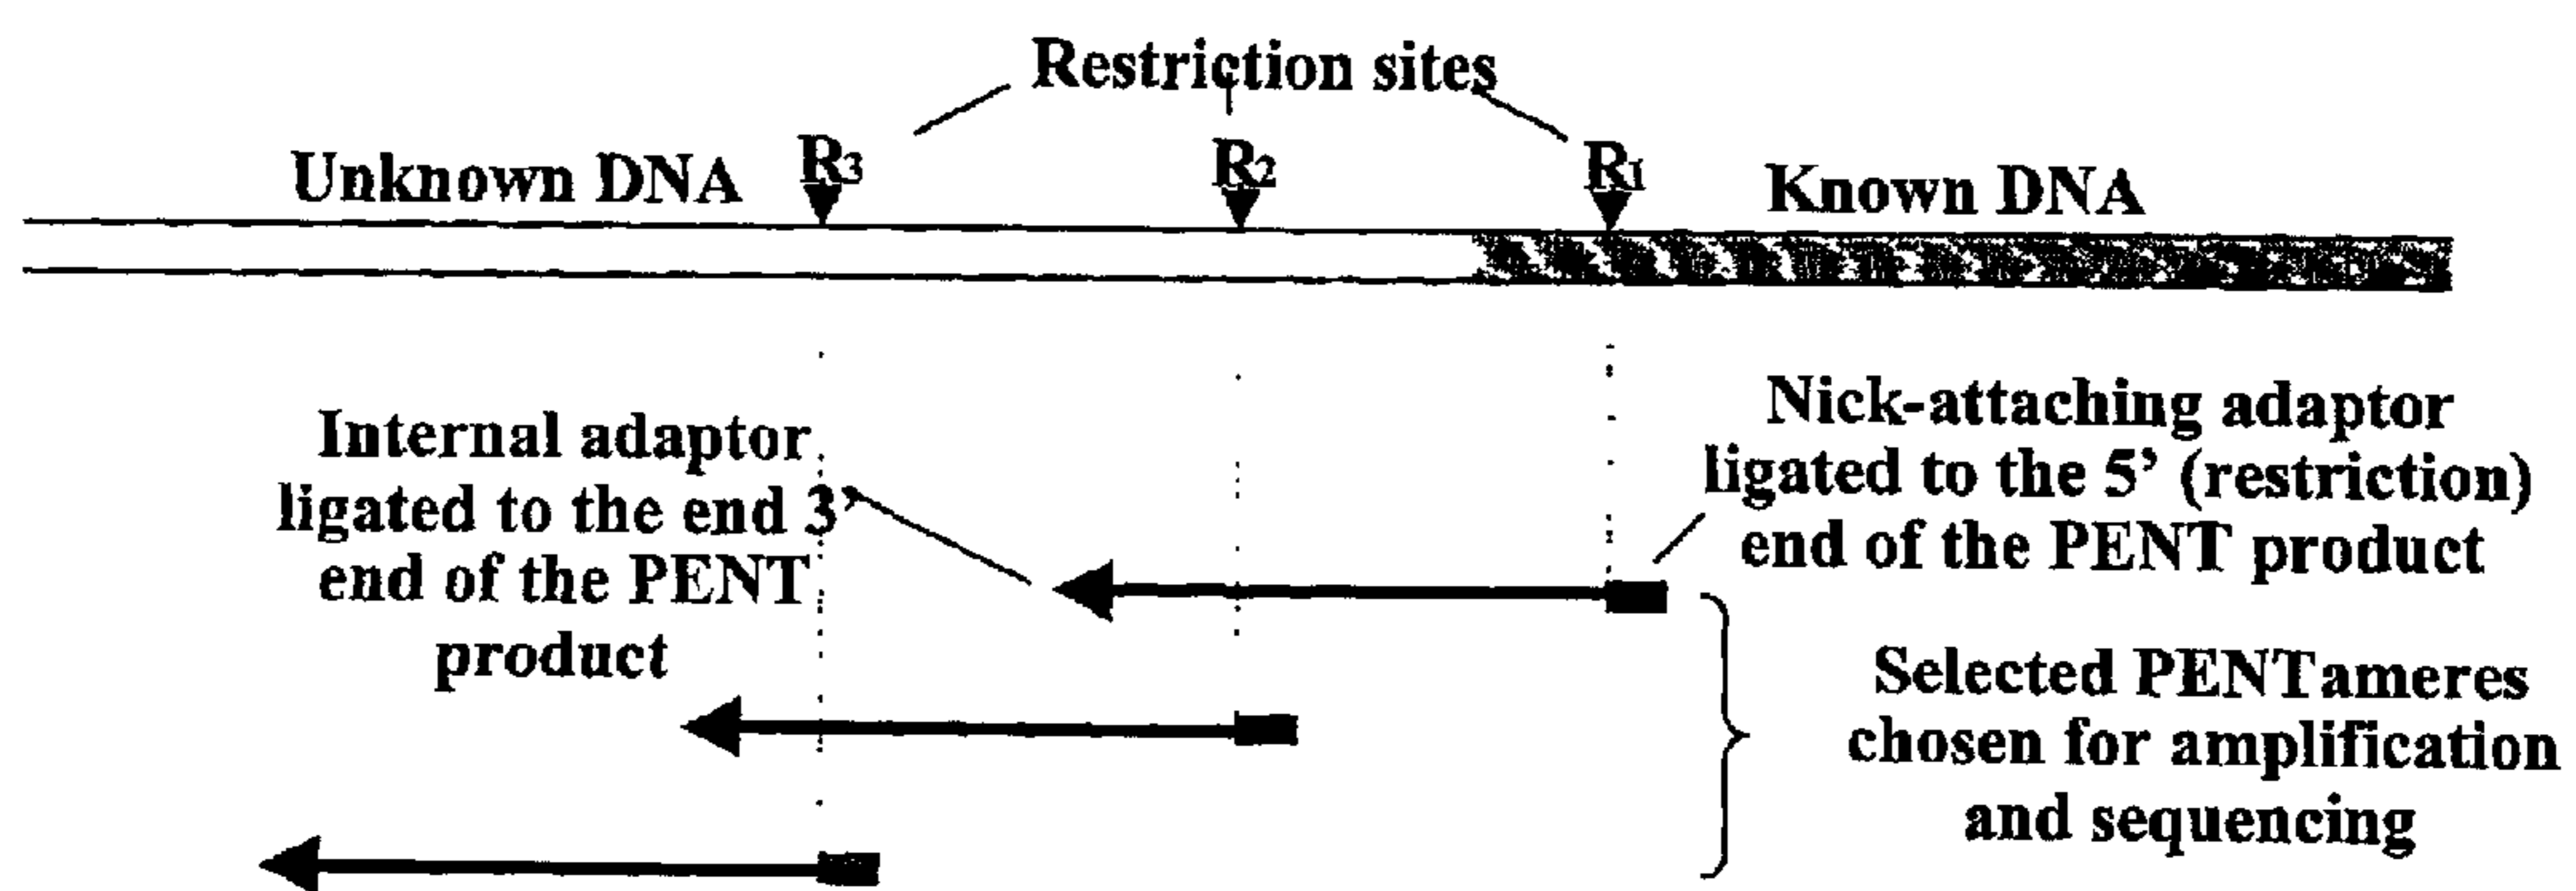 Restriction sites
Unknown DNA
R3
R2
R1
Known DNA
Internal adaptor
ligated to the end 3’
end of the PENT
product
Nick-attaching adaptor
ligated to the 5’ (restriction)
end of the PENT product
Selected PENTameres
chosen for amplification
and sequencing